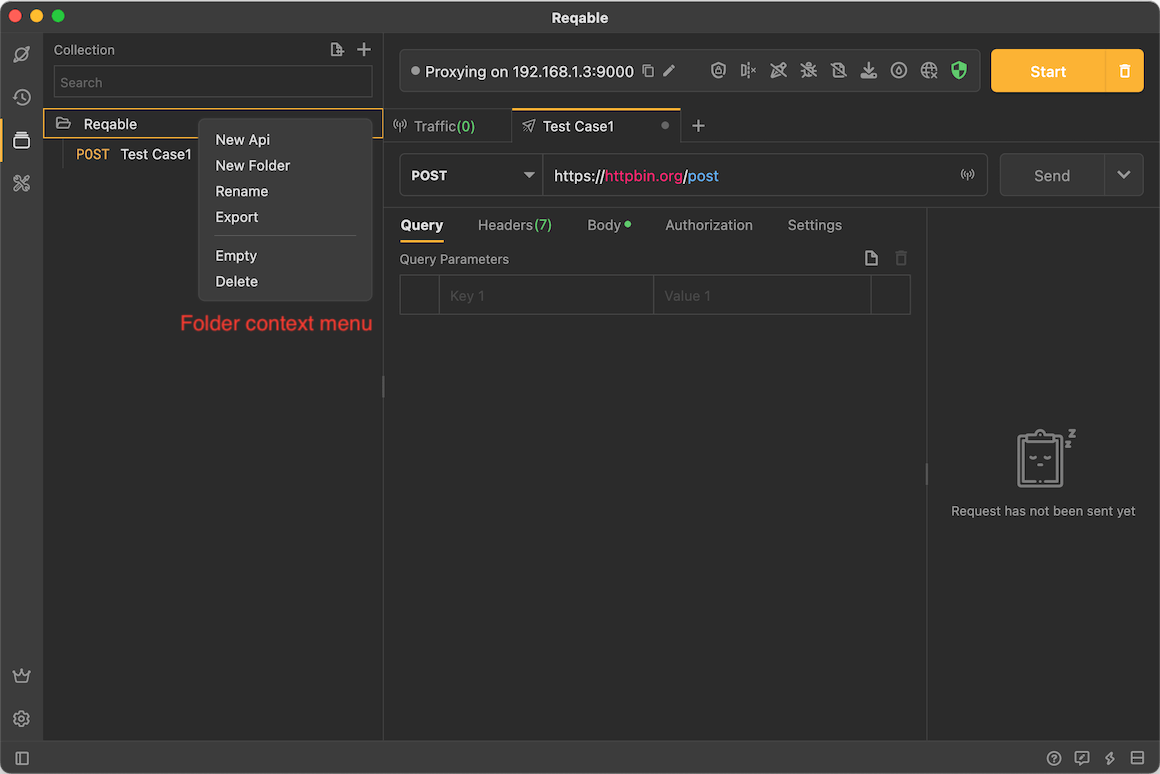 Reqable
Collection
Search
Reqable
POST Test Case1
New Api
New Folder
Rename
Export
Empty
Delete
Folder context menu
Proxying on 192.168.1.3:9000
Start
Traffic(0)
Test Case1
POST
https://httpbin.org/post
Send
Query
Headers(7)
Body
Authorization
Settings
Query Parameters
Key 1
Value 1
z
z
Request has not been sent yet